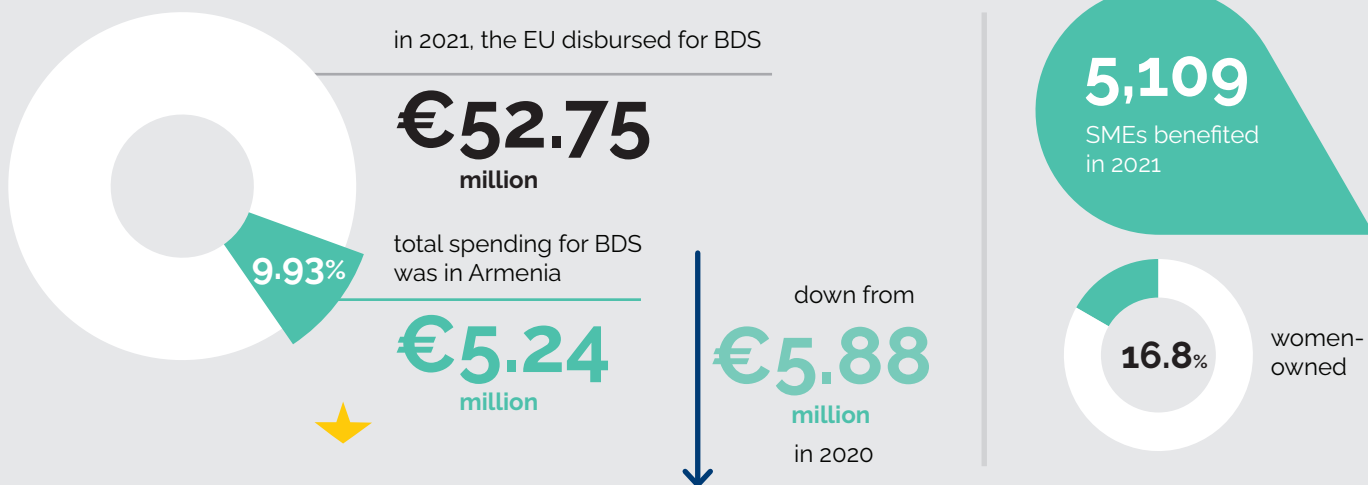 in 2021, the EU disbursed for BDS
€52.75
million
9.93%
total spending for BDS
was in Armenia
€5.24
million
down from
€5.88
million
in 2020
5,109
SMEs benefited
in 2021
16.8%
women-
owned